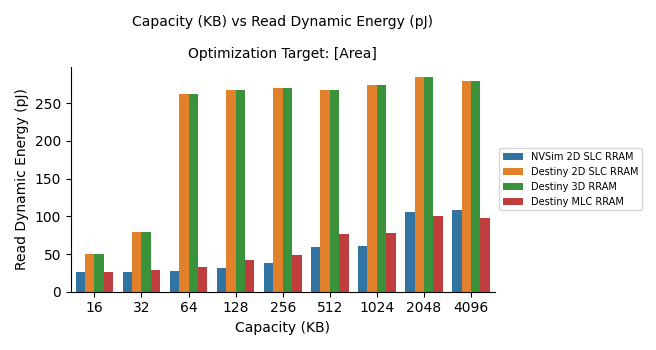 Capacity (KB) vs Read Dynamic Energy (pJ)
Optimization Target: [Area]
Read Dynamic Energy (pJ)
250
200
150
100
50
0
16 32 64 128 256 512 1024 2048 4096
Capacity (KB)
NVSim 2D SLC RRAM
Destiny 2D SLC RRAM
Destiny 3D RRAM
Destiny MLC RRAM